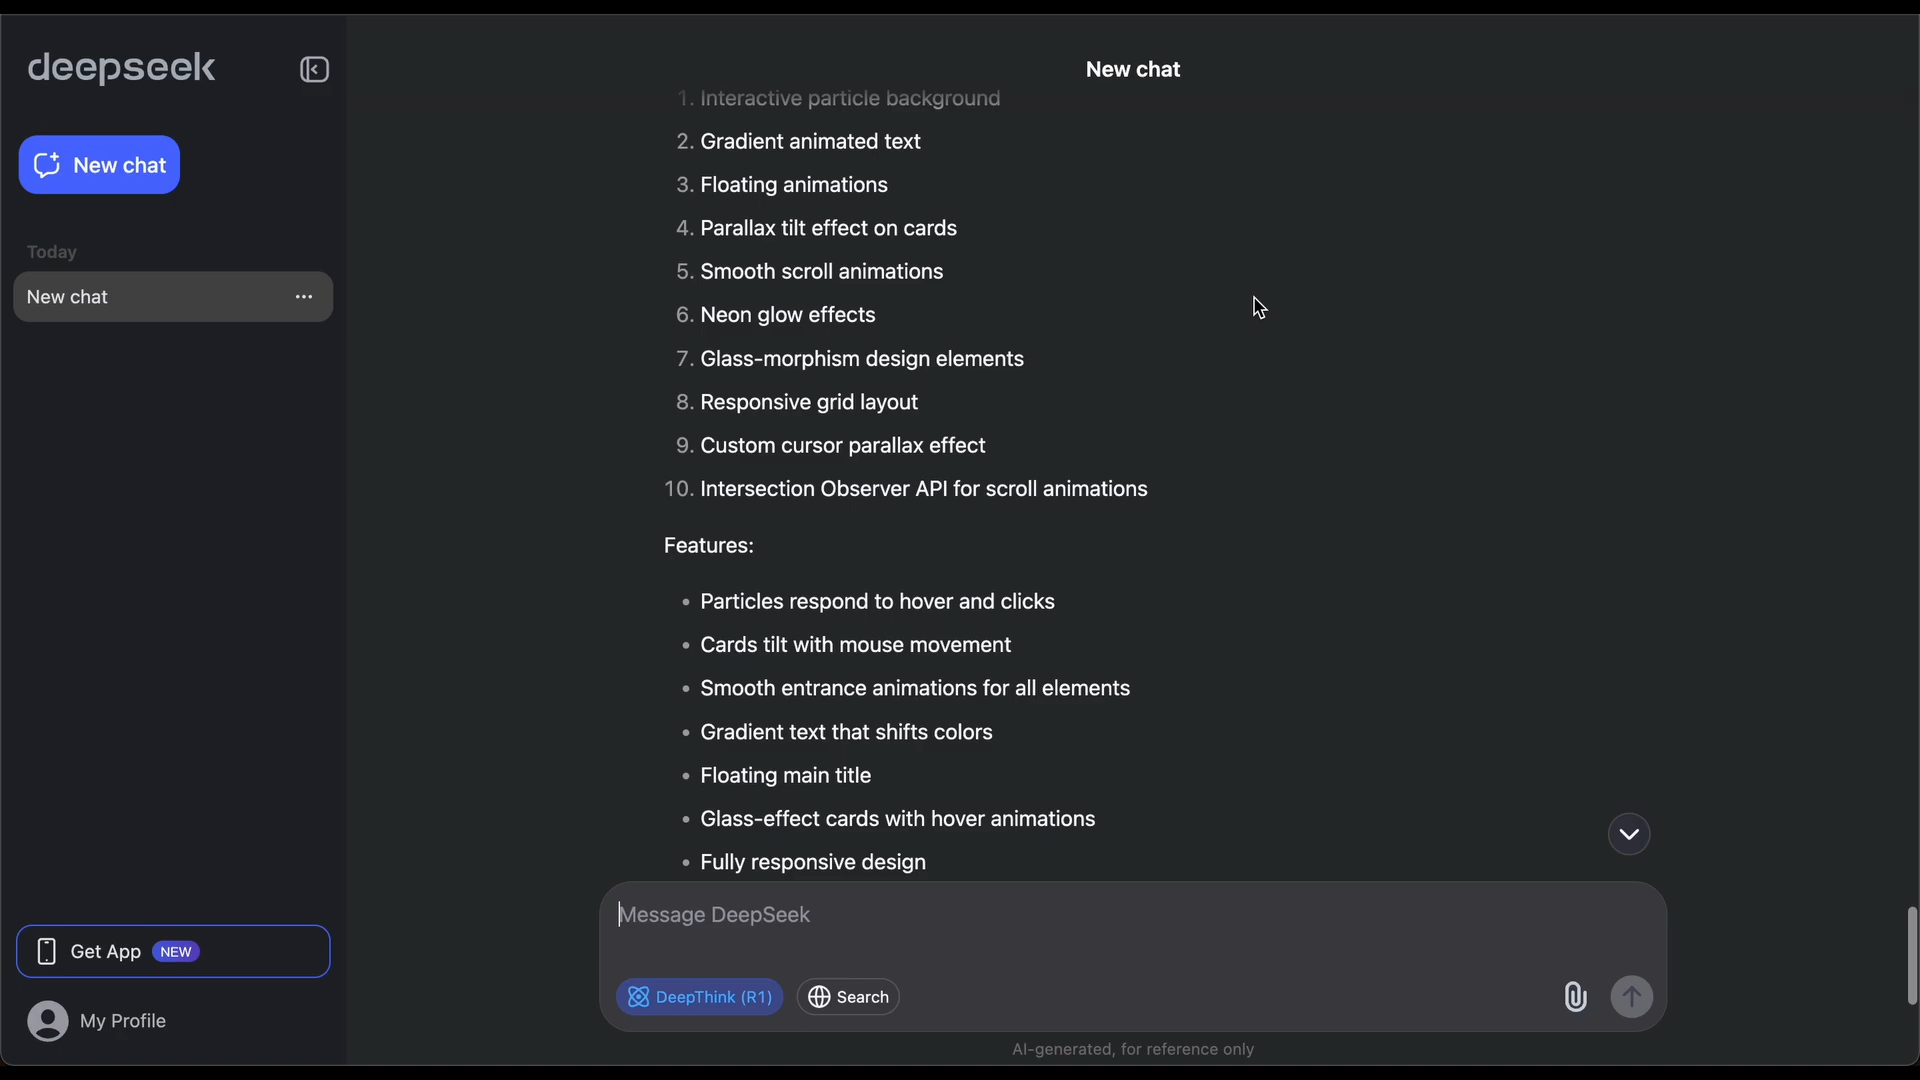 deepseek
New chat
Today
New chat
Get App NEW
My Profile
New chat
1. Interactive particle background
2. Gradient animated text
3. Floating animations
4. Parallax tilt effect on cards
5. Smooth scroll animations
6. Neon glow effects
7. Glass-morphism design elements
8. Responsive grid layout
9. Custom cursor parallax effect
10. Intersection Observer API for scroll animations
Features:
• Particles respond to hover and clicks
• Cards tilt with mouse movement
• Smooth entrance animations for all elements
• Gradient text that shifts colors
• Floating main title
• Glass-effect cards with hover animations
• Fully responsive design
Message DeepSeek
DeepThink (R1) Search
AI-generated, for reference only